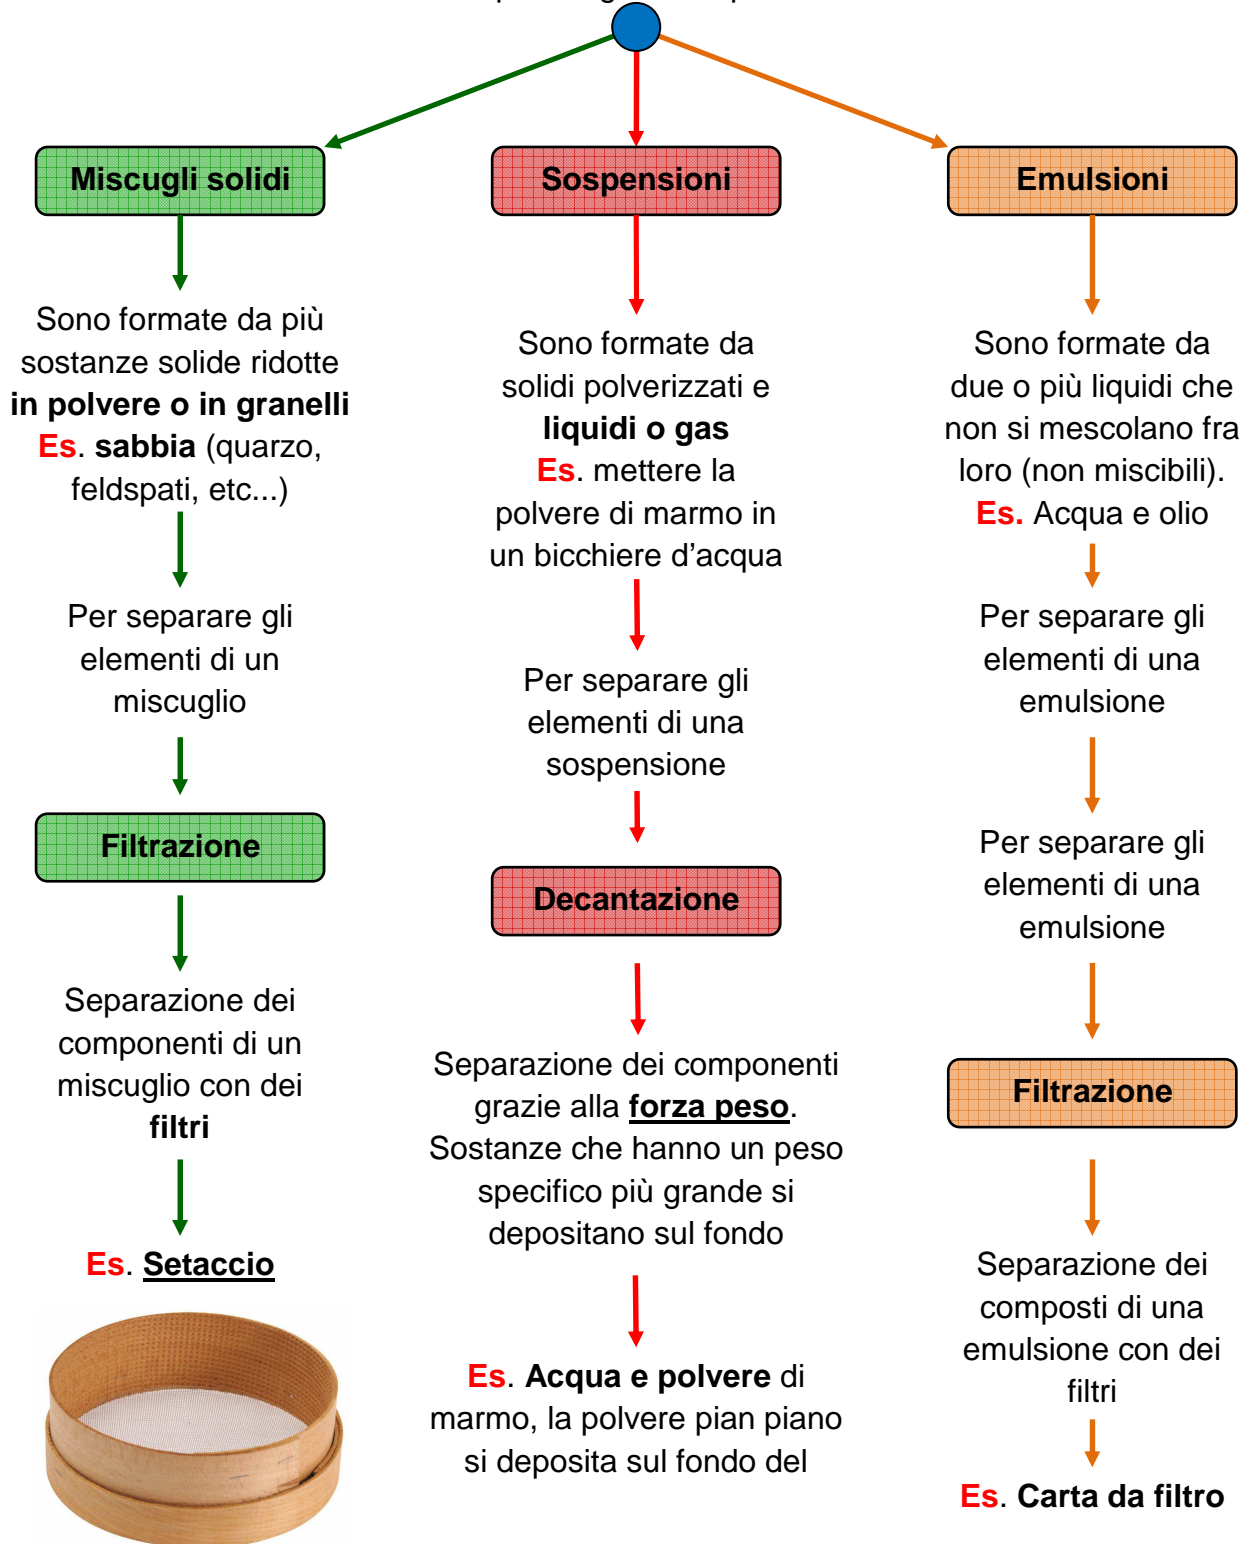 Miscugli solidi
Sono formate da più
sostanze solide ridotte
in polvere o in granelli
Es. sabbia (quarzo,
feldspati, etc...)
Per separare gli
elementi di un
miscuglio
Filtrazione
Separazione dei
componenti di un
miscuglio con dei
filtri
Es. Setaccio
Sospensioni
Sono formate da
solidi polverizzati e
liquidi o gas
Es. mettere la
polvere di marmo in
un bicchiere d’acqua
Per separare gli
elementi di una
sospensione
Decantazione
Separazione dei componenti
grazie alla forza peso.
Sostanze che hanno un peso
specifico più grande si
depositano sul fondo
Es. Acqua e polvere di
marmo, la polvere pian piano
si deposita sul fondo del
Emulsioni
Sono formate da
due o più liquidi che
non si mescolano fra
loro (non miscibili).
Es. Acqua e olio
Per separare gli
elementi di una
emulsione
Per separare gli
elementi di una
emulsione
Filtrazione
Separazione dei
composti di una
emulsione con dei
filtri
Es. Carta da filtro